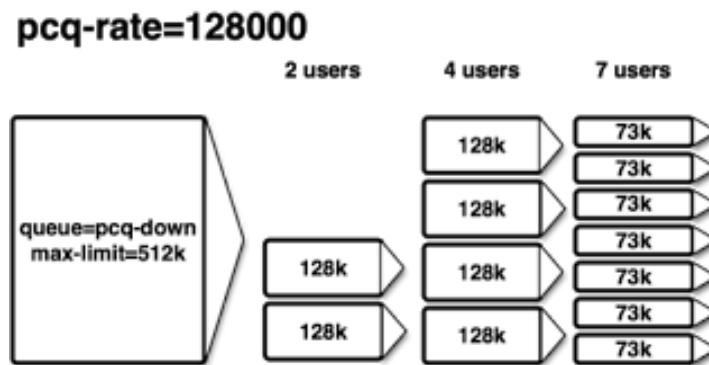 pcq-rate=128000
2 users
4 users
7 users
queue=pcq-down
max-limit=512k
128k
128k
128k
128k
128k
128k
73k
73k
73k
73k
73k
73k
73k